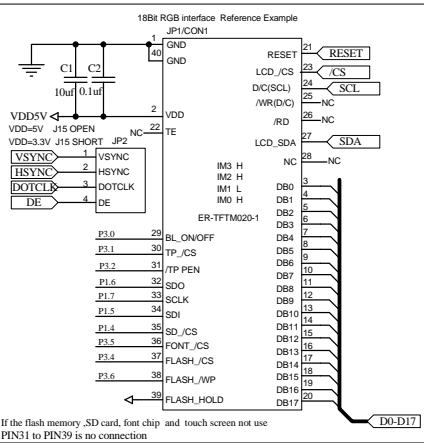 18Bit RGB interface Reference Example
JP1/CON1
1 GND
40 GND
C1 C2
10uf 0.1uf
VDD5V
2 VDD
VDD=5V J15 OPEN
NC 22 TE
VDD=3.3V J15 SHORT JP2
VSYNC 1 VSYNC
HSYNC 2 HSYNC
DOTCLK 3 DOTCLK
DE 4 DE
RESET 21 RESET
LCD_/CS 23 /CS
D/C(SCL) 24 SCL
/WR(D/C) 25 NC
/RD 26 NC
LCD_SDA 27 SDA
NC 28 NC
IM3 H
IM2 H
IM1 L
IM0 H
ER-TFTM020-1
DB0 3
DB1 4
DB2 5
DB3 6
DB4 7
DB5 8
DB6 9
DB7 10
DB8 11
DB9 12
DB10 13
DB11 14
DB12 15
DB13 16
DB14 17
DB15 18
DB16 19
DB17 20
P3.0 29 BL_ON/OFF
P3.1 30 TP_/CS
P3.2 31 /TP PEN
P1.6 32 SDO
P1.7 33 SCLK
P1.5 34 SDI
P1.4 35 SD_/CS
P3.5 36 FONT_/CS
P3.4 37 FLASH_/CS
P3.6 38 FLASH_/WP
39 FLASH_HOLD
D0-D17
If the flash memory ,SD card, font chip and touch screen not use
PIN31 to PIN39 is no connection